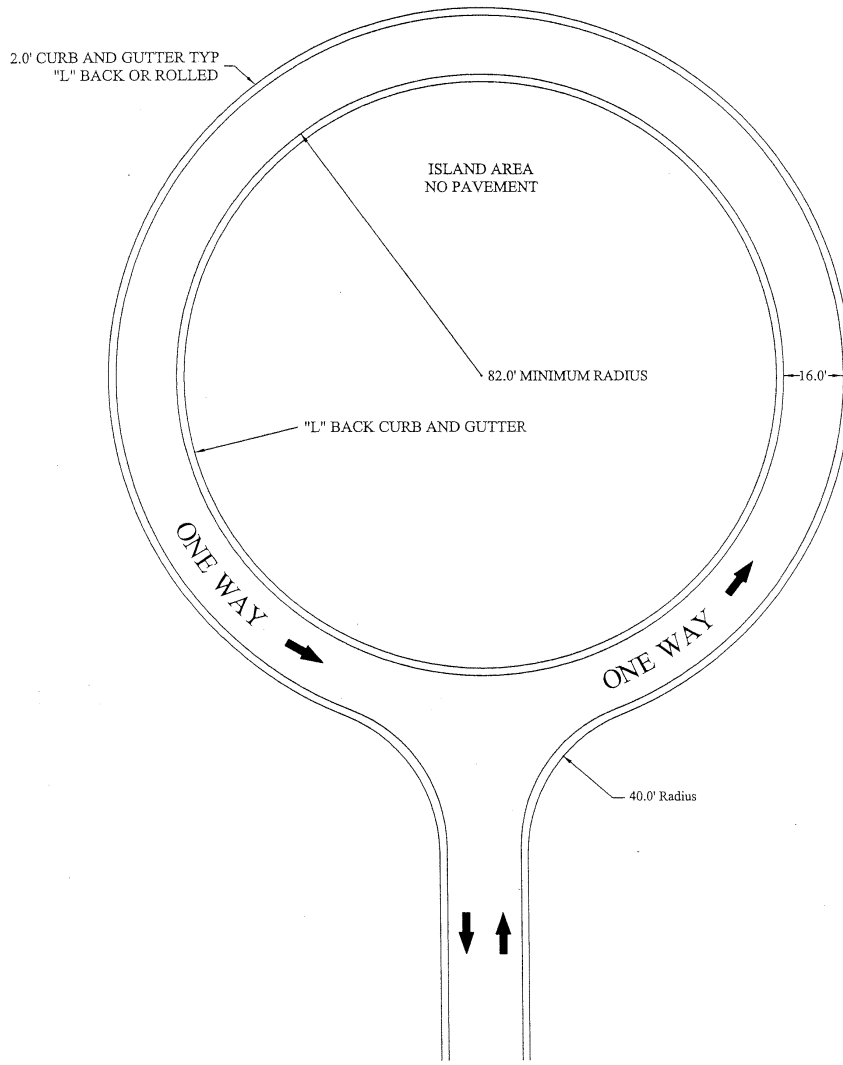 2.0' CURB AND GUTTER TYP
"L" BACK OR ROLLED
ISLAND AREA
NO PAVEMENT
82.0' MINIMUM RADIUS
16.0'
"L" BACK CURB AND GUTTER
ONE WAY
ONE WAY
40.0' Radius